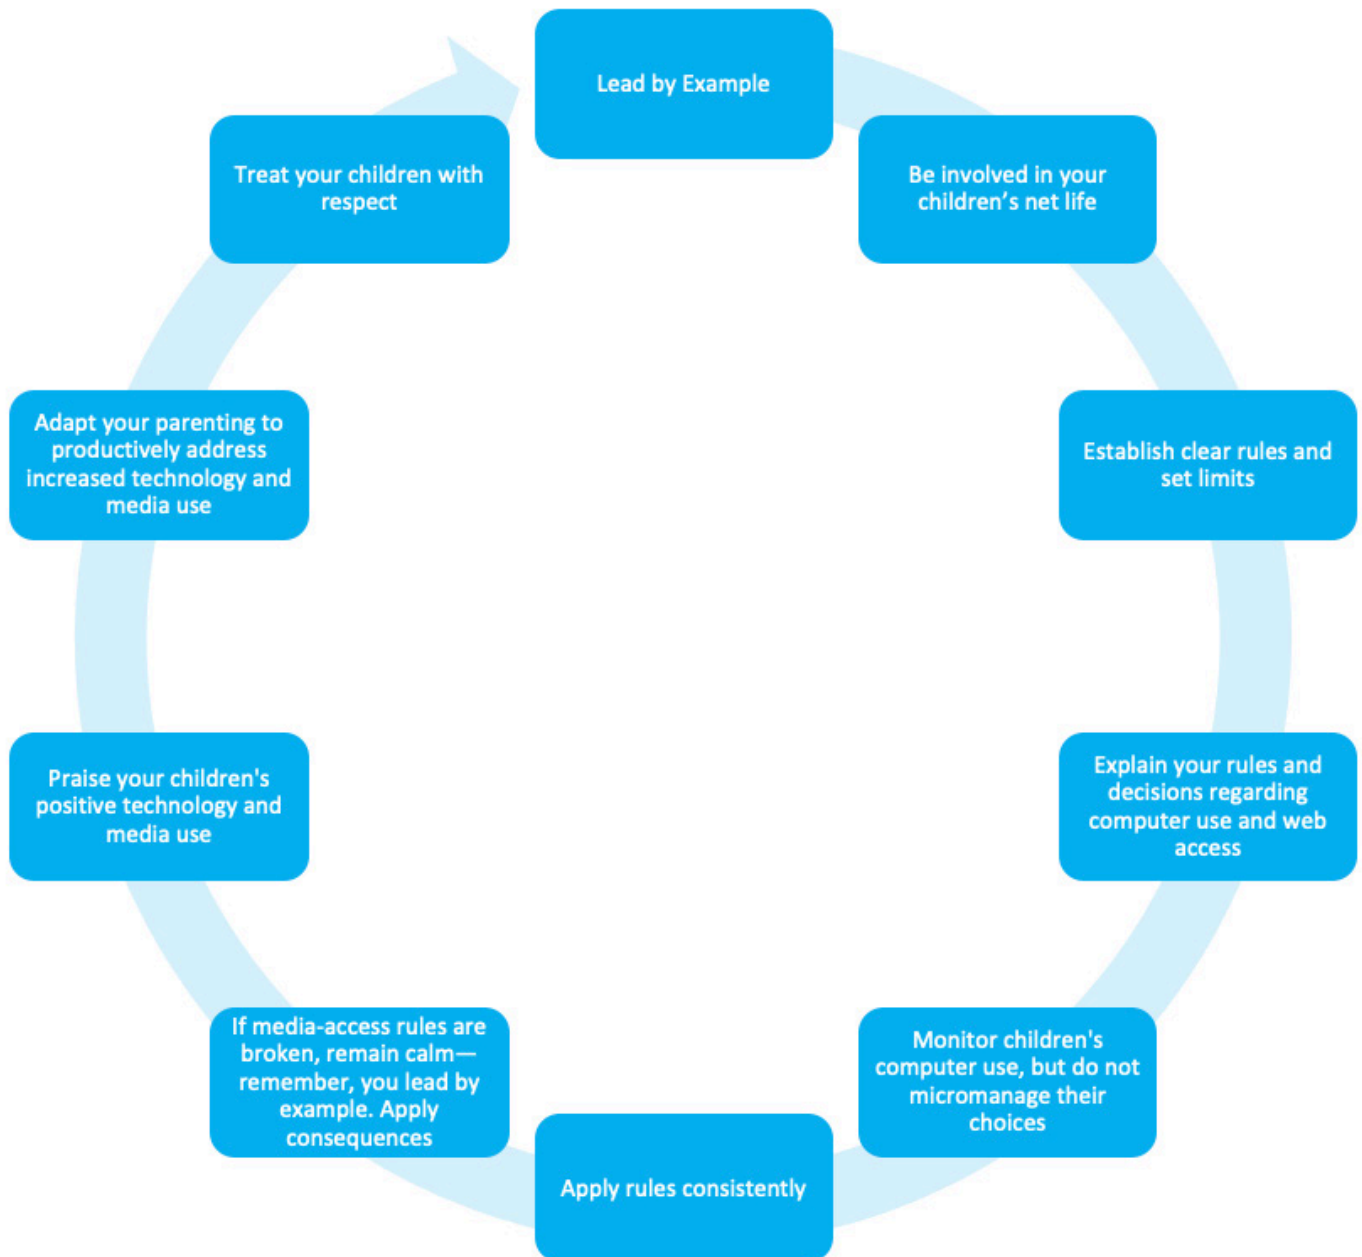 Lead by Example
Be involved in your
children’s net life
Establish clear rules and
set limits
Explain your rules and
decisions regarding
computer use and web
access
Monitor children's
computer use, but do not
micromanage their
choices
Apply rules consistently
If media-access rules are
broken, remain calm—
remember, you lead by
example. Apply
consequences
Praise your children's
positive technology and
media use
Adapt your parenting to
productively address
increased technology and
media use
Treat your children with
respect